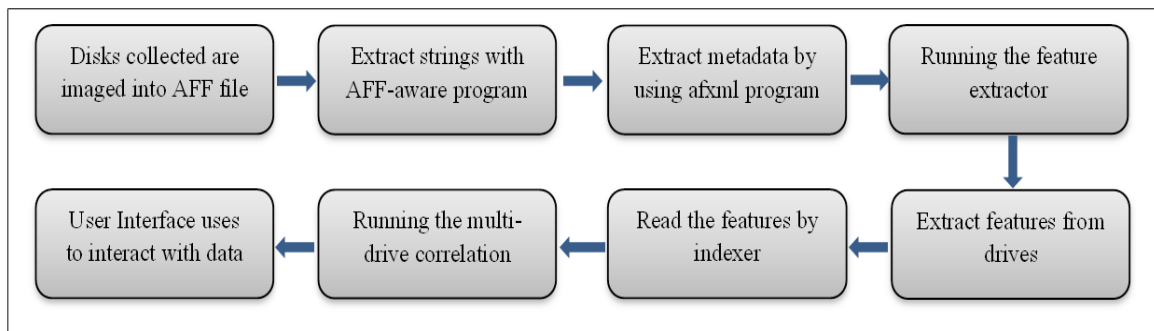 Disks collected are
imaged into AFF file
Extract strings with
AFF-aware program
Extract metadata by
using afxml program
Running the feature
extractor
Extract features from
drives
Read the features by
indexer
Running the multi-
drive correlation
User Interface uses
to interact with data